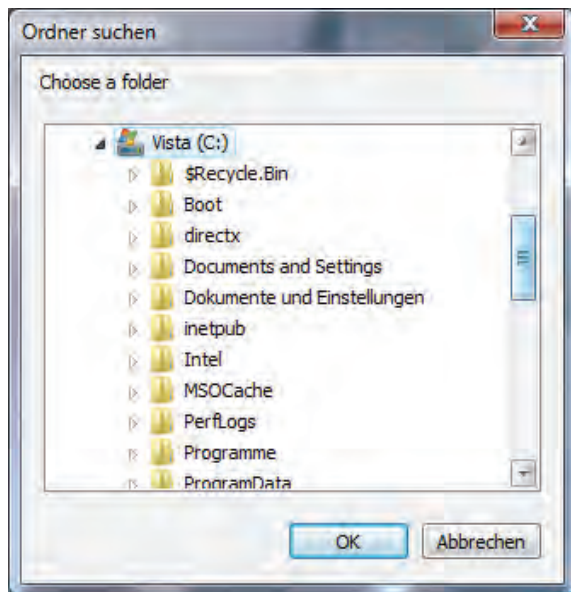 Ordner suchen
Choose a folder
Vista (C:)
$Recycle.Bin
Boot
directx
Documents and Settings
Dokumente und Einstellungen
inetpub
Intel
MSOCache
PerfLogs
Programme
ProgramData
OK Abbrechen